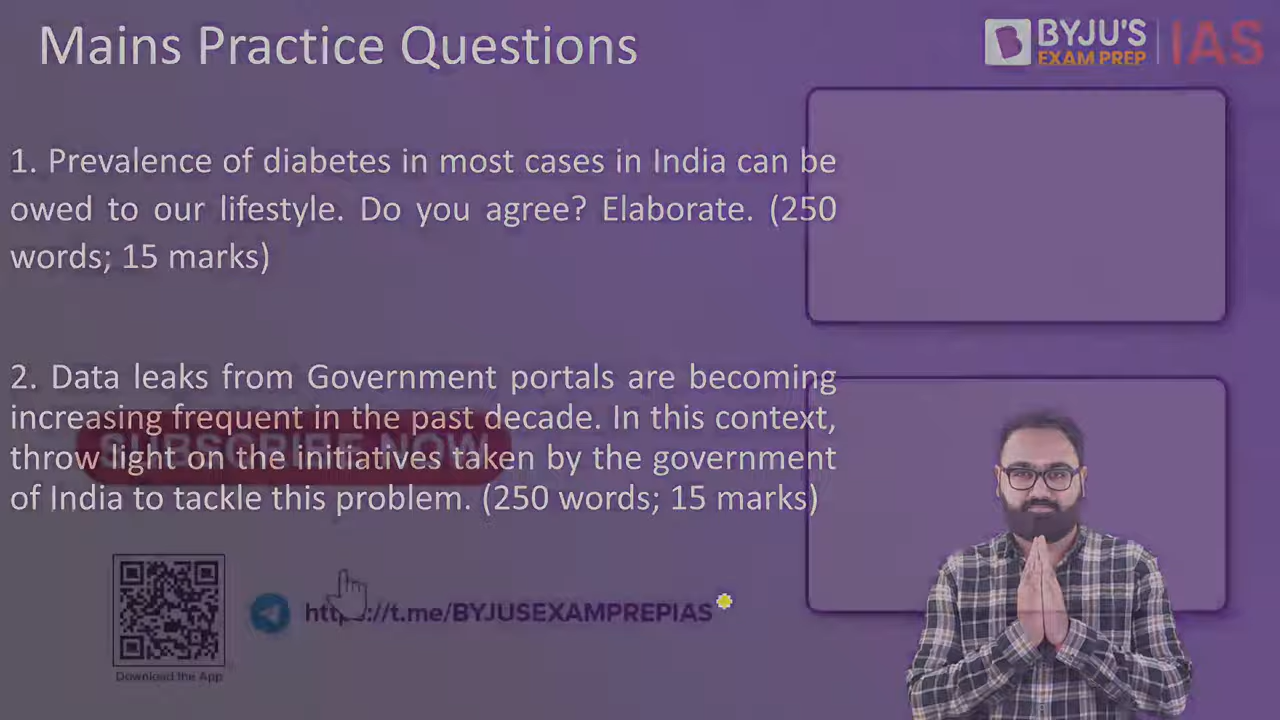 Mains Practice Questions
BYJU'S
EXAM PREP
IAS
1. Prevalence of diabetes in most cases in India can be
owed to our lifestyle. Do you agree? Elaborate. (250
words; 15 marks)
2. Data leaks from Government portals are becoming
increasing frequent in the past decade. In this context,
SUBSCRIBE NOW
throw light on the initiatives taken by the government
of India to tackle this problem. (250 words; 15 marks)
https://t.me/BYJUSEXAMPREPIAS
Download the App